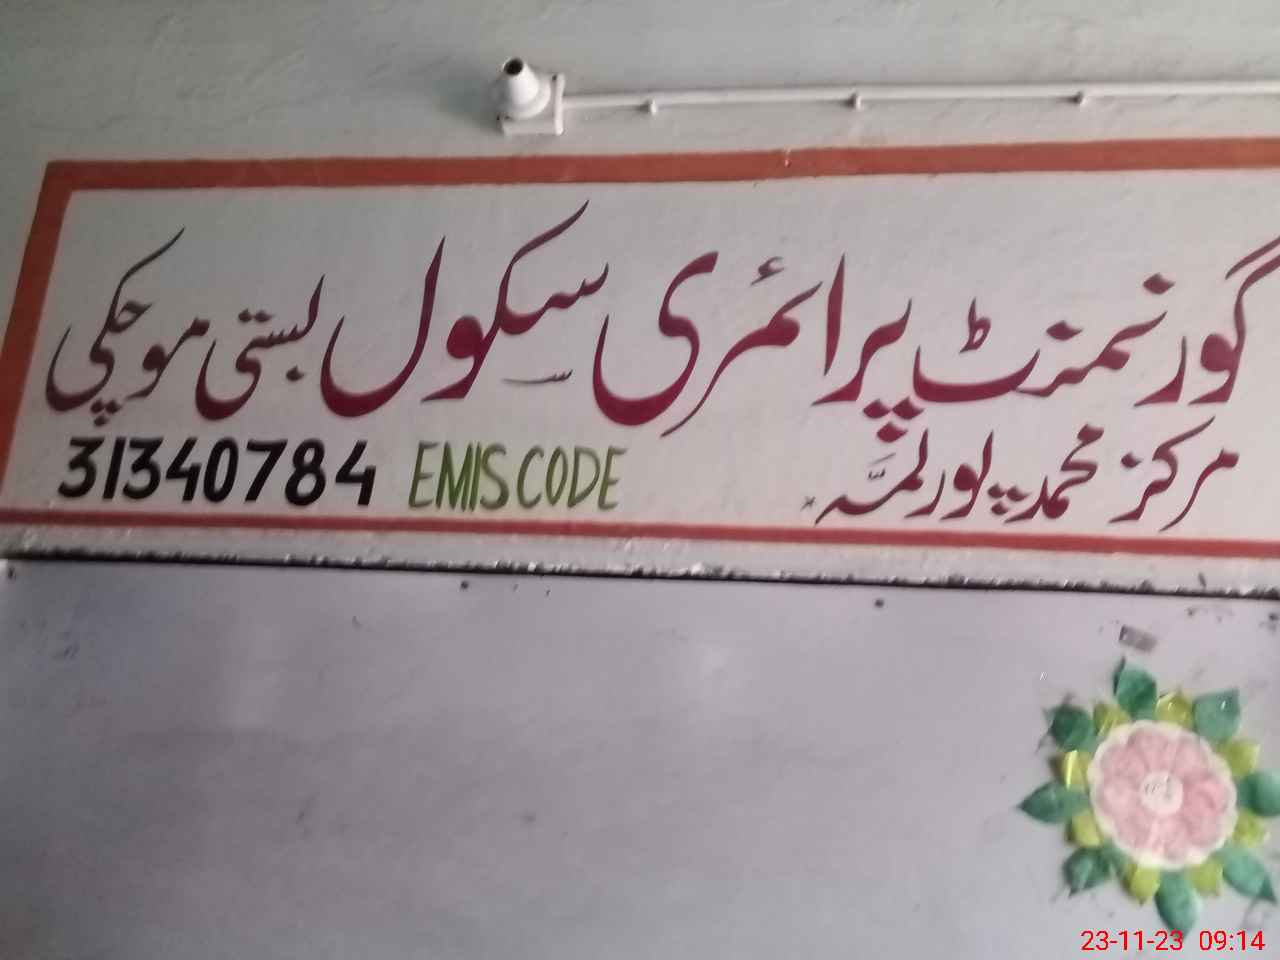 گورنمنٹ پرائمری سکول بستی موچکی
مرکز محمد پور لمہ
31340784 EMIS CODE
23-11-23 09:14